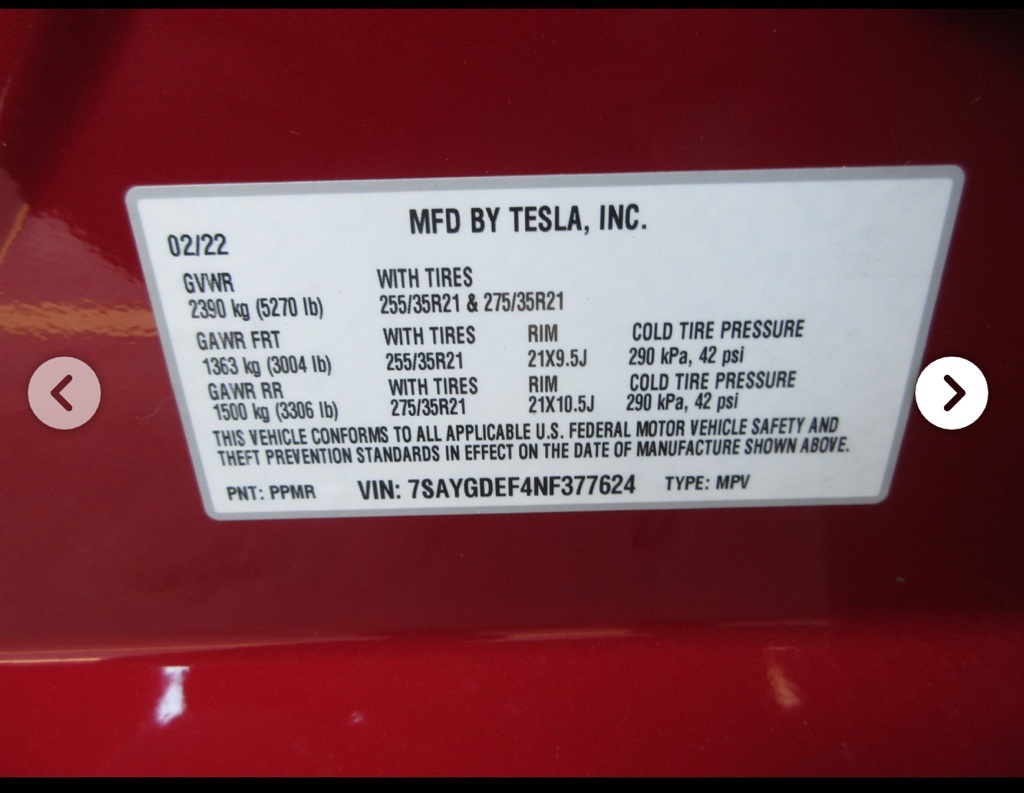 MFD BY TESLA, INC.
02/22
GVWR WITH TIRES
2390 kg (5270 lb) 255/35R21 & 275/35R21
GAWR FRT WITH TIRES RIM COLD TIRE PRESSURE
1363 kg (3004 lb) 255/35R21 21X9.5J 290 kPa, 42 psi
GAWR RR WITH TIRES RIM COLD TIRE PRESSURE
1500 kg (3306 lb) 275/35R21 21X10.5J 290 kPa, 42 psi
THIS VEHICLE CONFORMS TO ALL APPLICABLE U.S. FEDERAL MOTOR VEHICLE SAFETY AND
THEFT PREVENTION STANDARDS IN EFFECT ON THE DATE OF MANUFACTURE SHOWN ABOVE.
PNT: PPMR VIN: 7SAYGDEF4NF377624 TYPE: MPV